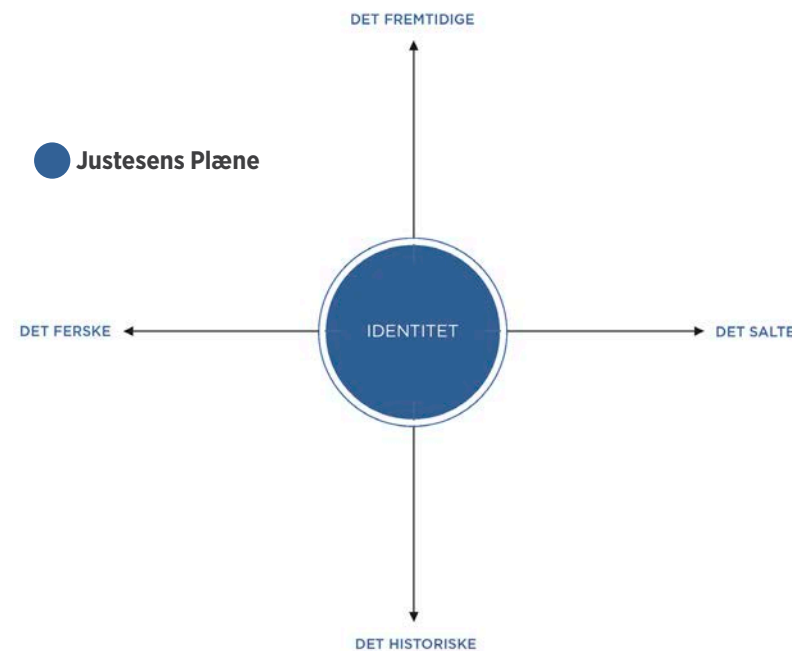 DET FREMTIDIGE
Justesens Plæne
DET FERSKE
IDENTITET
DET SALTE
DET HISTORISKE